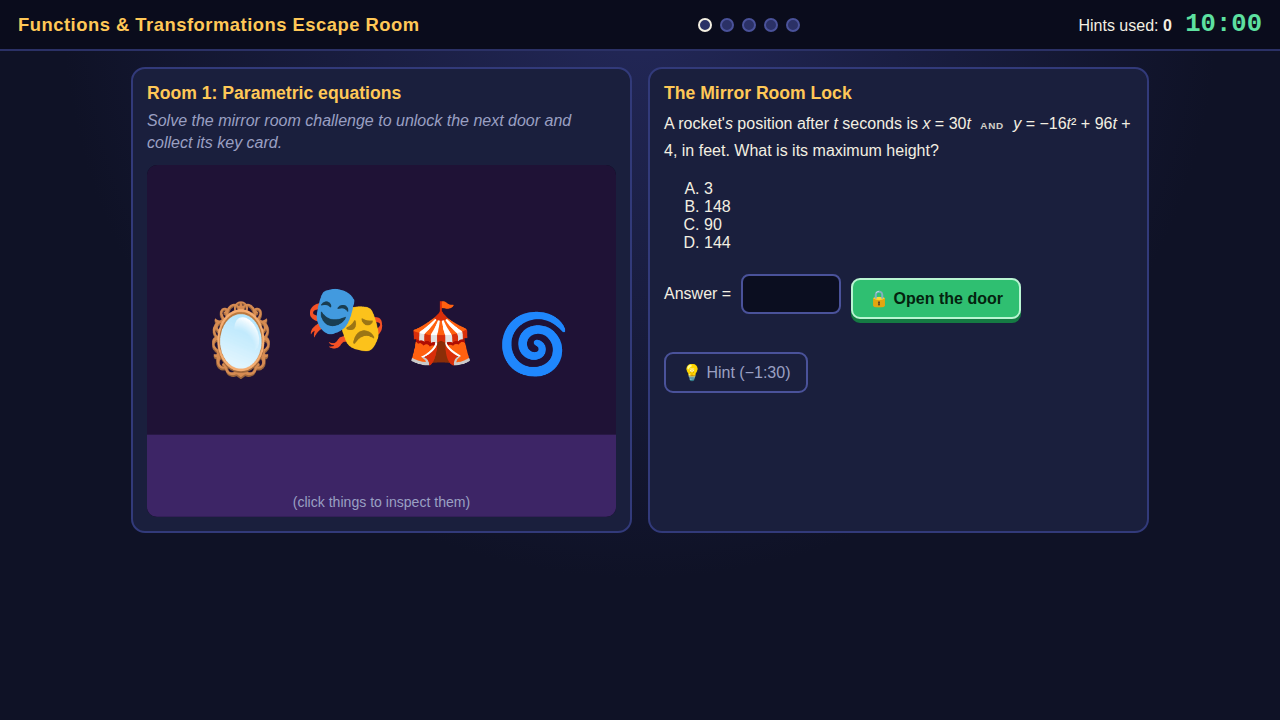 Functions & Transformations Escape Room
Hints used: 0 10:00
Room 1: Parametric equations
Solve the mirror room challenge to unlock the next door and
collect its key card.
(click things to inspect them)
The Mirror Room Lock
A rocket's position after t seconds is x = 30t AND y = −16t² + 96t +
4, in feet. What is its maximum height?
A. 3
B. 148
C. 90
D. 144
Answer =
🔒 Open the door
💡 Hint (−1:30)